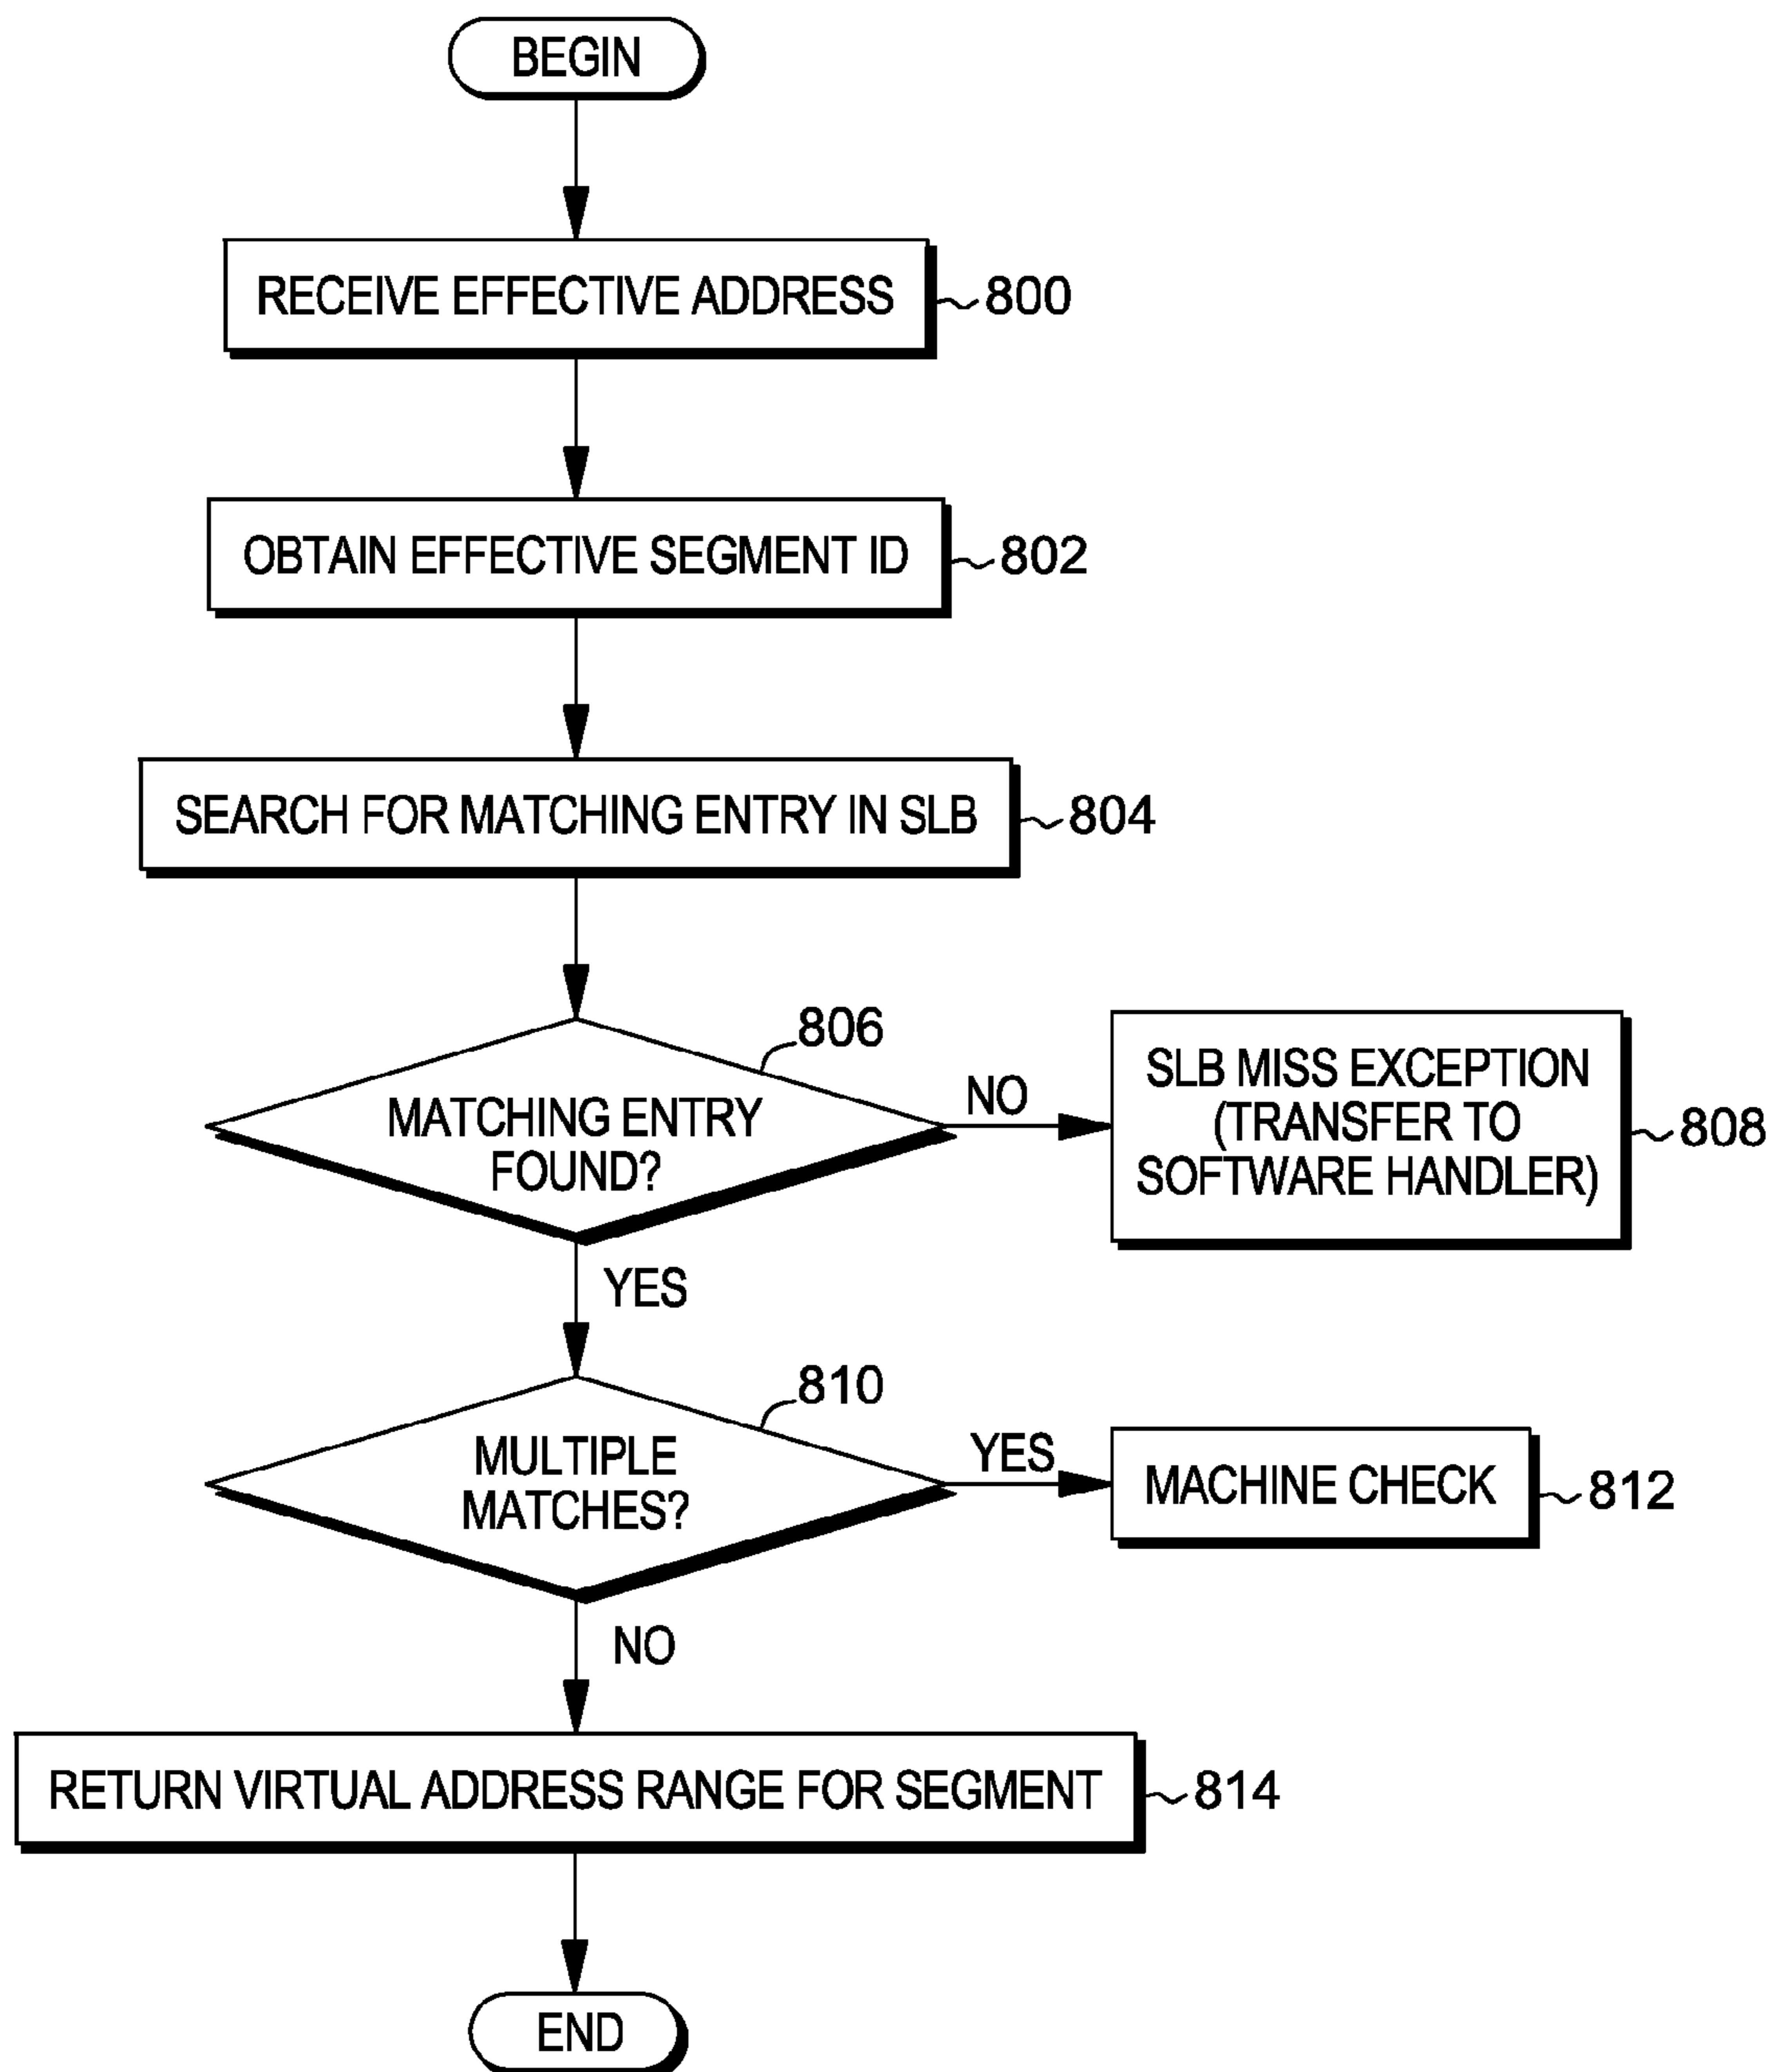 BEGIN
RECEIVE EFFECTIVE ADDRESS
800
OBTAIN EFFECTIVE SEGMENT ID
802
SEARCH FOR MATCHING ENTRY IN SLB
804
806
MATCHING ENTRY
FOUND?
NO
SLB MISS EXCEPTION
(TRANSFER TO
SOFTWARE HANDLER)
808
YES
810
MULTIPLE
MATCHES?
YES
MACHINE CHECK
812
NO
RETURN VIRTUAL ADDRESS RANGE FOR SEGMENT
814
END